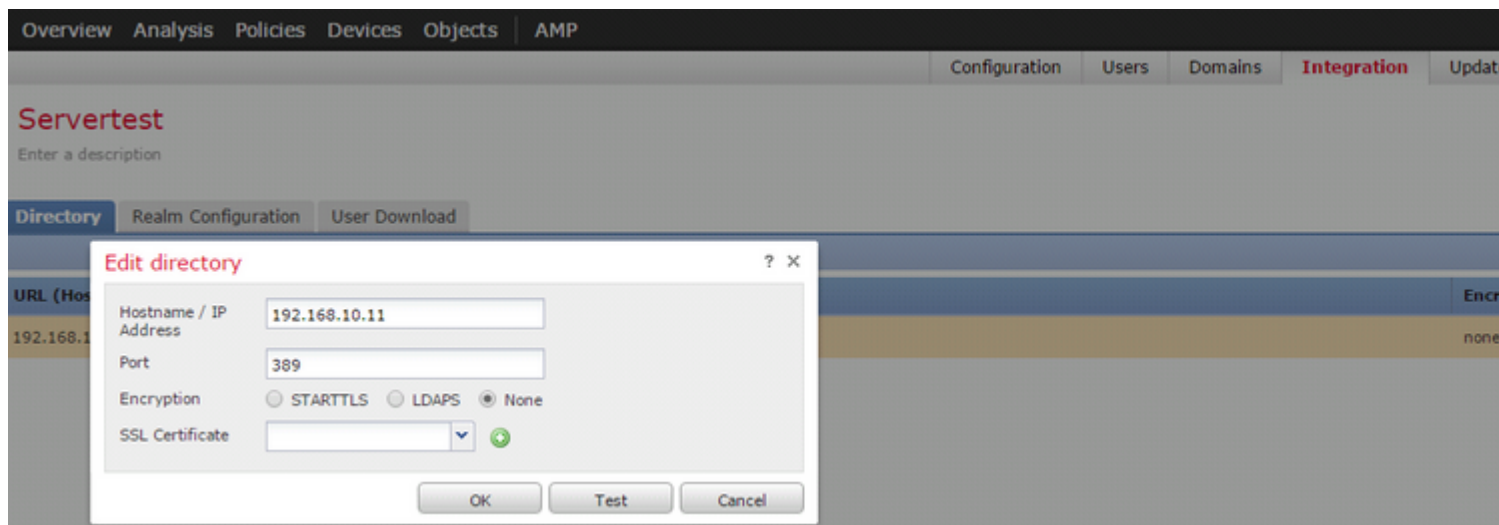 Overview Analysis Policies Devices Objects AMP
Configuration Users Domains Integration Updat
Servertest
Enter a description
Directory Realm Configuration User Download
Edit directory ? ×
URL (Hos
Encr
Hostname / IP Address
192.168.10.11
192.168.1
none
Port
389
Encryption STARTTLS LDAPS None
SSL Certificate
OK Test Cancel